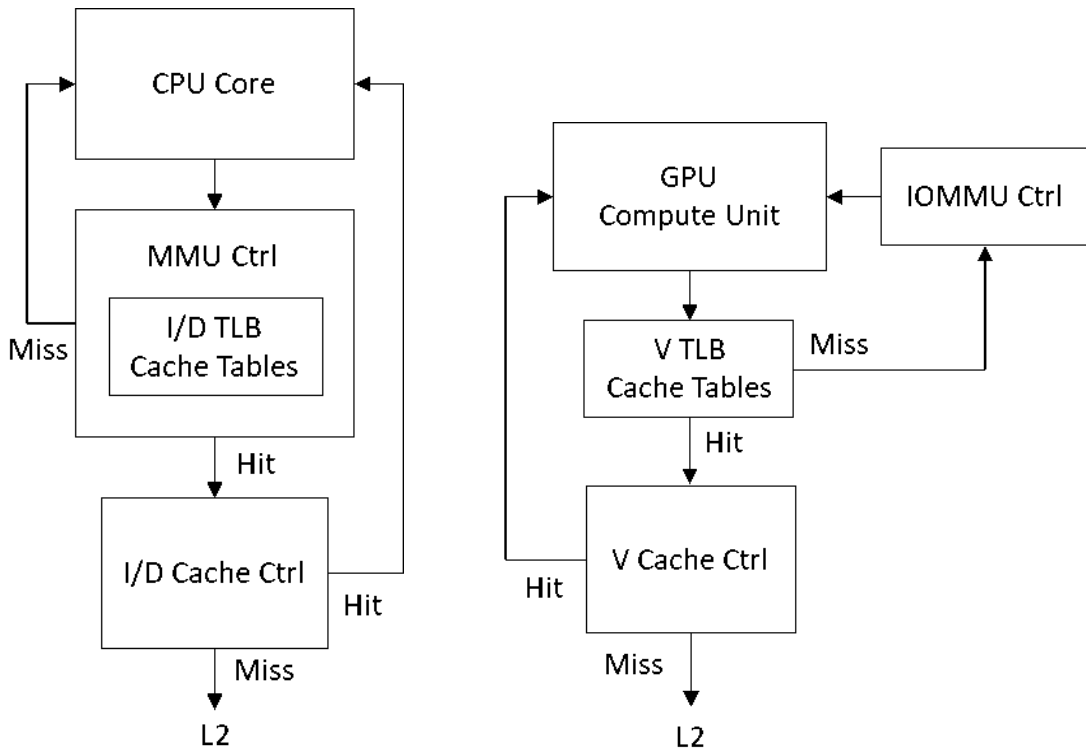 CPU Core
MMU Ctrl
I/D TLB
Cache Tables
Miss
Hit
I/D Cache Ctrl
Hit
Miss
L2
GPU
Compute Unit
IOMMU Ctrl
V TLB
Cache Tables
Miss
Hit
V Cache Ctrl
Hit
Miss
L2